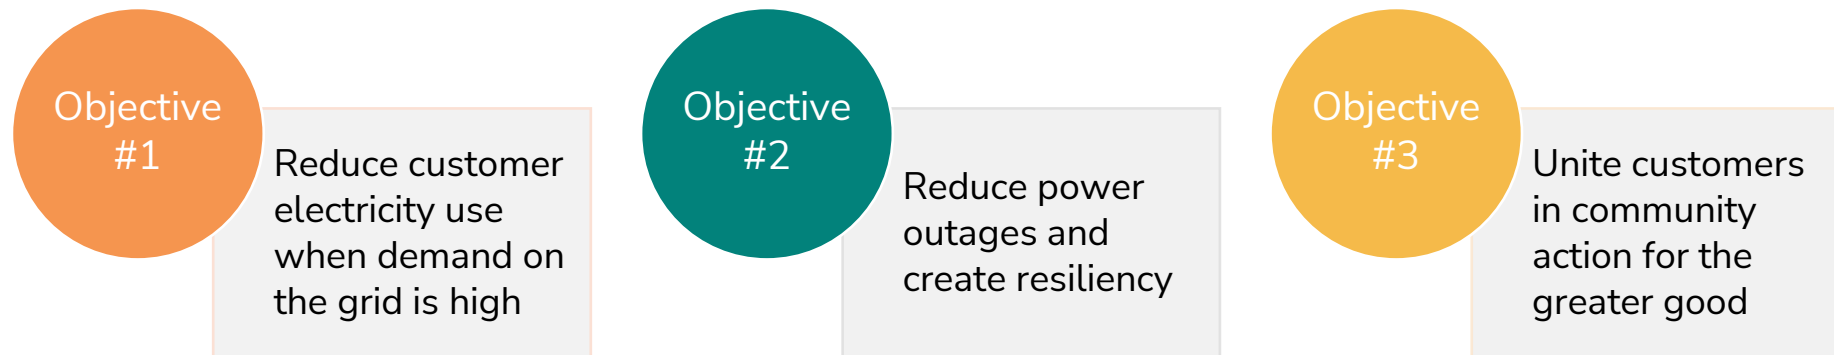 Objective
#1
Reduce customer
electricity use
when demand on
the grid is high
Objective
#2
Reduce power
outages and
create resiliency
Objective
#3
Unite customers
in community
action for the
greater good